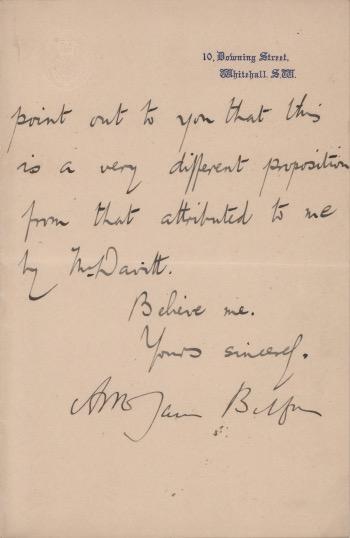 10, Downing Street,
Whitehall. S.W.
point out to you that this
is a very different proposition
from that attributed to me
by Mr Davitt.
Believe me.
Yours sincerely.
James Balfour